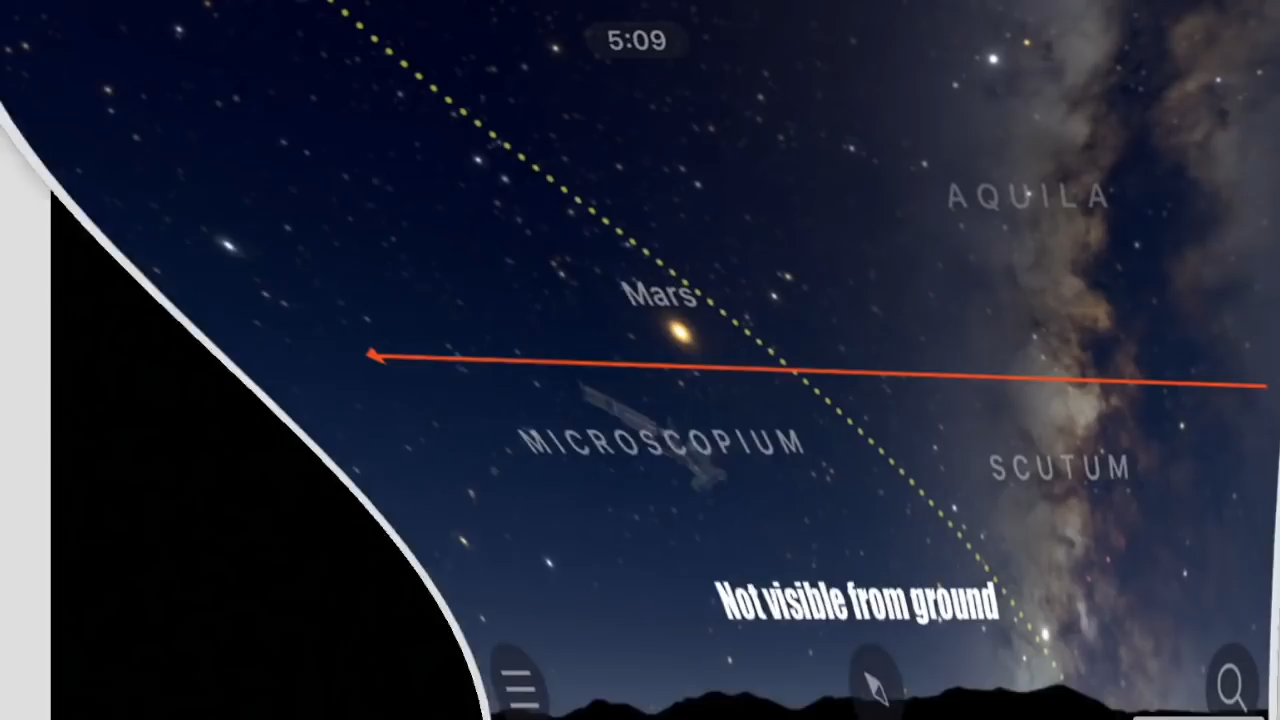 5:09
AQUILA
Mars
MICROSCOPIUM
SCUTUM
Not visible from ground